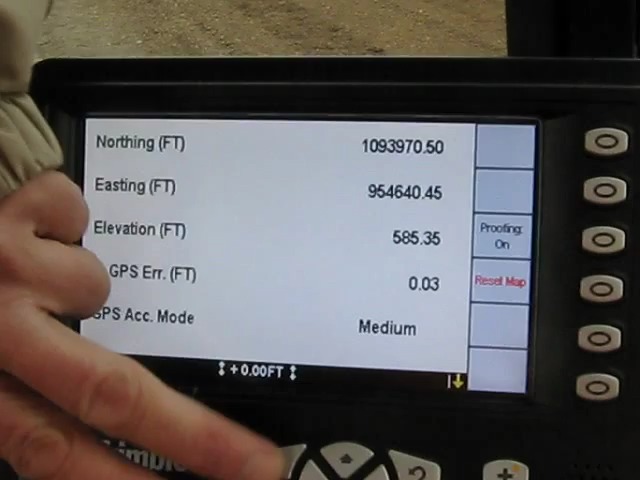 Northing (FT) 1093970.50
Easting (FT) 954640.45
Elevation (FT) 585.35
Proofing: On
GPS Err. (FT) 0.03
Reset Map
GPS Acc. Mode Medium
+0.00FT